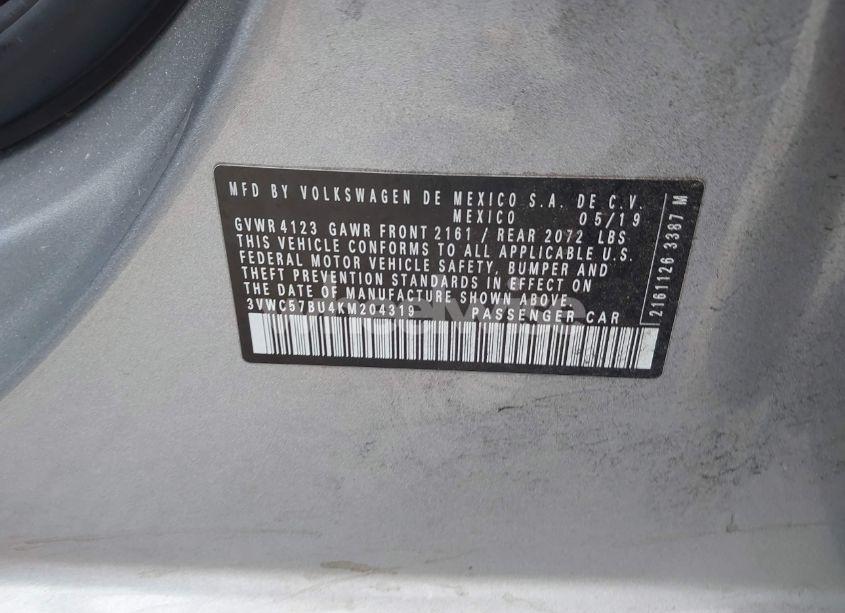 MFD BY VOLKSWAGEN DE MEXICO S.A. DE C.V.
MEXICO 05/19
GVWR 4123 GAWR FRONT 2161 / REAR 2072 LBS
THIS VEHICLE CONFORMS TO ALL APPLICABLE U.S.
FEDERAL MOTOR VEHICLE SAFETY, BUMPER AND
THEFT PREVENTION STANDARDS IN EFFECT ON
THE DATE OF MANUFACTURE SHOWN ABOVE.
3VWC57BU4KM204319 PASSENGER CAR
2161126 3387 M